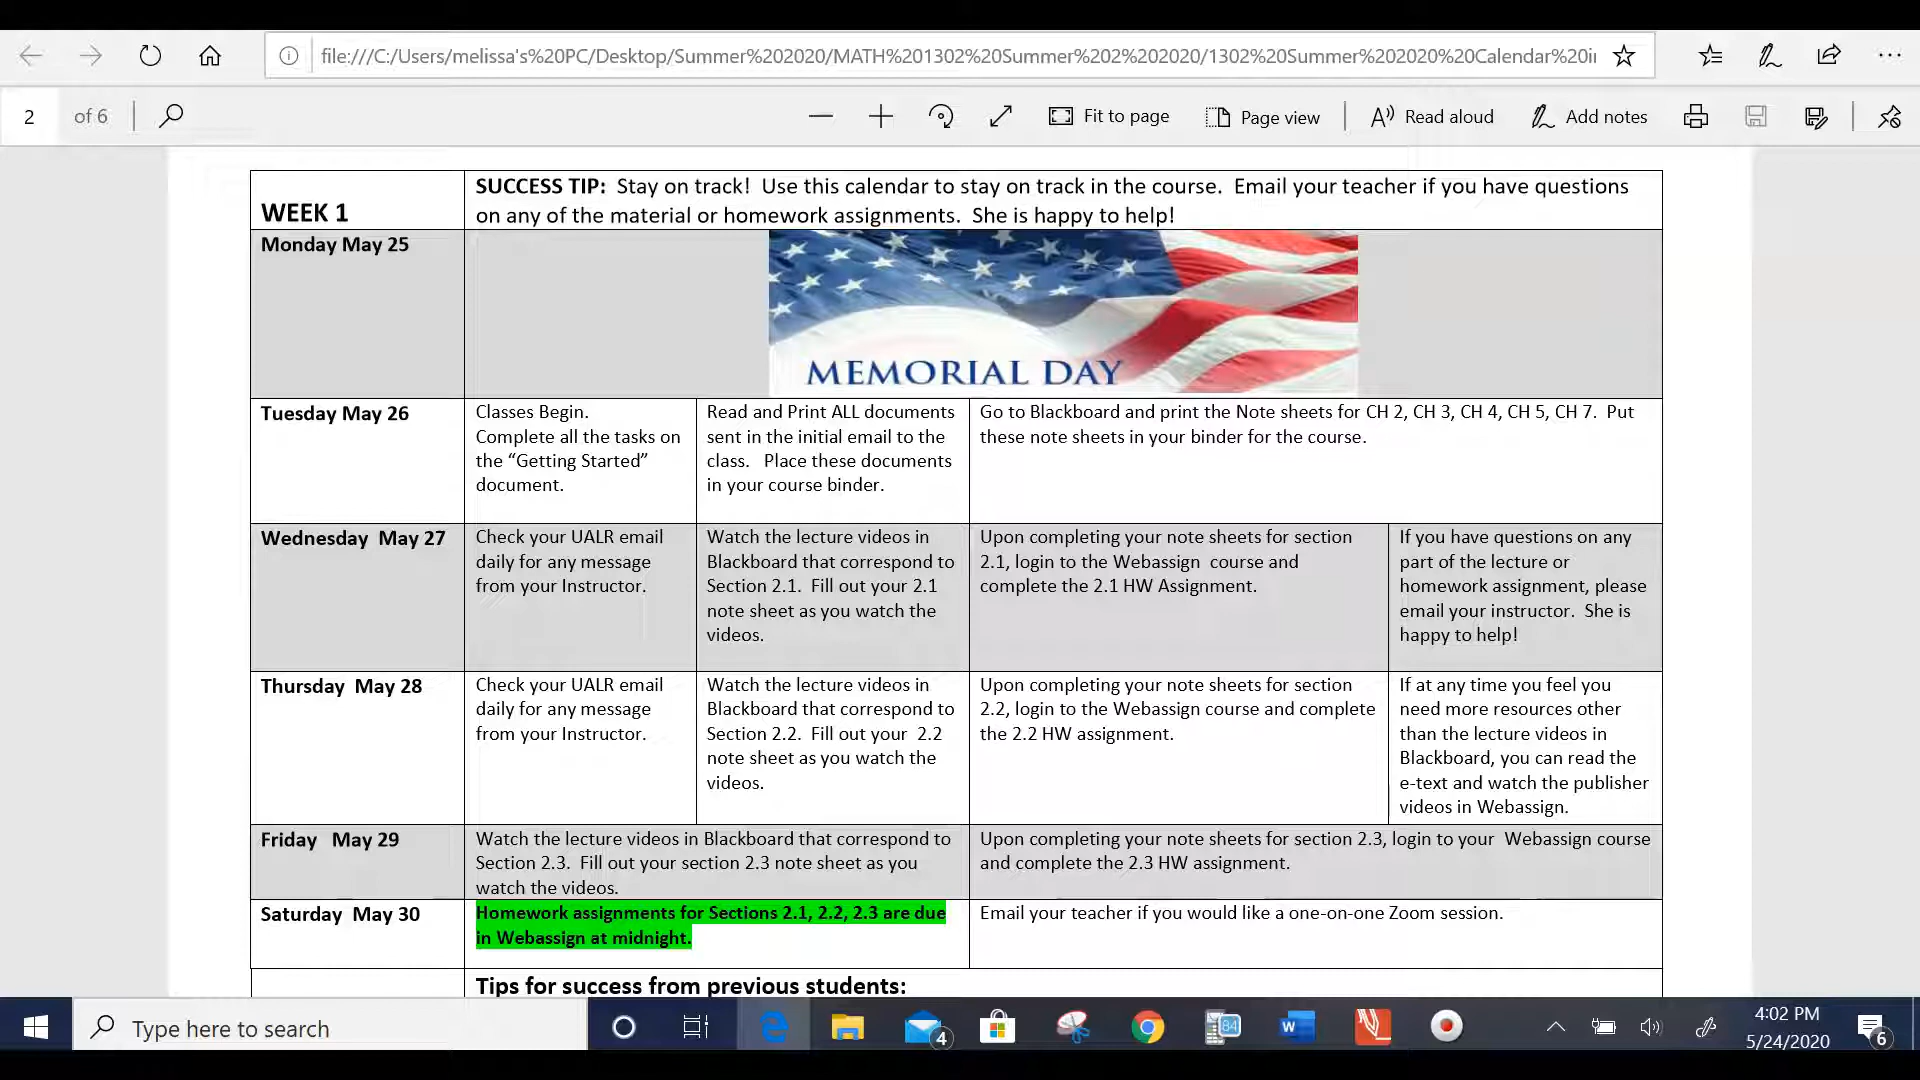 file:///C:/Users/melissa's%20PC/Desktop/Summer%202020/MATH%201302%20Summer%202%202020/1302%20Summer%202020%20Calendar%20in
2 of 6
Fit to page
Page view
Read aloud
Add notes
WEEK 1
SUCCESS TIP: Stay on track! Use this calendar to stay on track in the course. Email your teacher if you have questions
on any of the material or homework assignments. She is happy to help!
Monday May 25
MEMORIAL DAY
Tuesday May 26
Classes Begin.
Complete all the tasks on
the “Getting Started”
document.
Read and Print ALL documents
sent in the initial email to the
class. Place these documents
in your course binder.
Go to Blackboard and print the Note sheets for CH 2, CH 3, CH 4, CH 5, CH 7. Put
these note sheets in your binder for the course.
Wednesday May 27
Check your UALR email
daily for any message
from your Instructor.
Watch the lecture videos in
Blackboard that correspond to
Section 2.1. Fill out your 2.1
note sheet as you watch the
videos.
Upon completing your note sheets for section
2.1, login to the Webassign course and
complete the 2.1 HW Assignment.
If you have questions on any
part of the lecture or
homework assignment, please
email your instructor. She is
happy to help!
Thursday May 28
Check your UALR email
daily for any message
from your Instructor.
Watch the lecture videos in
Blackboard that correspond to
Section 2.2. Fill out your 2.2
note sheet as you watch the
videos.
Upon completing your note sheets for section
2.2, login to the Webassign course and complete
the 2.2 HW assignment.
If at any time you feel you
need more resources other
than the lecture videos in
Blackboard, you can read the
e-text and watch the publisher
videos in Webassign.
Friday May 29
Watch the lecture videos in Blackboard that correspond to
Section 2.3. Fill out your section 2.3 note sheet as you
watch the videos.
Upon completing your note sheets for section 2.3, login to your Webassign course
and complete the 2.3 HW assignment.
Saturday May 30
Homework assignments for Sections 2.1, 2.2, 2.3 are due
in Webassign at midnight.
Email your teacher if you would like a one-on-one Zoom session.
Tips for success from previous students:
Type here to search
4
84
W
4:02 PM
5/24/2020
6